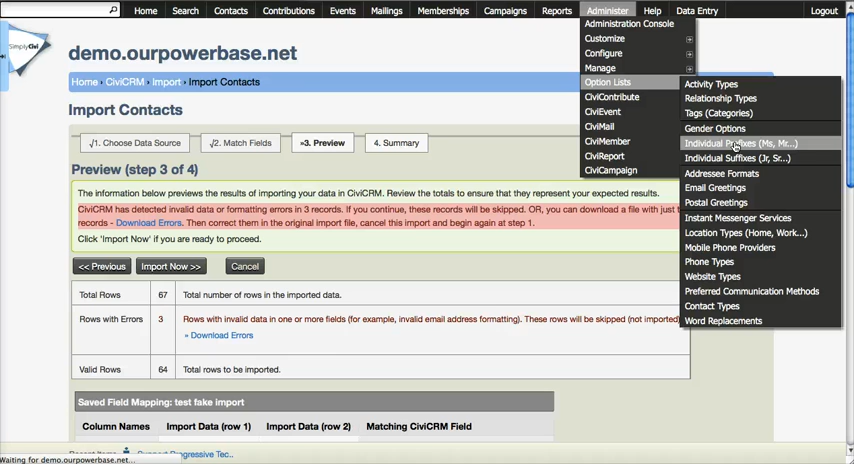 Home Search Contacts Contributions Events Mailings Memberships Campaigns Reports Administer Help Data Entry Logout
SimplyCivi
demo.ourpowerbase.net
Home › CiviCRM › Import › Import Contacts
Import Contacts
√1. Choose Data Source √2. Match Fields »3. Preview 4. Summary
Preview (step 3 of 4)
The information below previews the results of importing your data in CiviCRM. Review the totals to ensure that they represent your expected results.
CiviCRM has detected invalid data or formatting errors in 3 records. If you continue, these records will be skipped. OR, you can download a file with just t
records - Download Errors. Then correct them in the original import file, cancel this import and begin again at step 1.
Click 'Import Now' if you are ready to proceed.
<< Previous Import Now >> Cancel
Total Rows 67 Total number of rows in the imported data.
Rows with Errors 3 Rows with invalid data in one or more fields (for example, invalid email address formatting). These rows will be skipped (not imported)
» Download Errors
Valid Rows 64 Total rows to be imported.
Saved Field Mapping: test fake import
Column Names Import Data (row 1) Import Data (row 2) Matching CiviCRM Field
Administration Console
Customize
Configure
Manage
Option Lists
CiviContribute
CiviEvent
CiviMail
CiviMember
CiviReport
CiviCampaign
Activity Types
Relationship Types
Tags (Categories)
Gender Options
Individual Prefixes (Ms, Mr...)
Individual Suffixes (Jr, Sr...)
Addressee Formats
Email Greetings
Postal Greetings
Instant Messenger Services
Location Types (Home, Work...)
Mobile Phone Providers
Phone Types
Website Types
Preferred Communication Methods
Contact Types
Word Replacements
Recent Items Support Progressive Tec..
Waiting for demo.ourpowerbase.net...